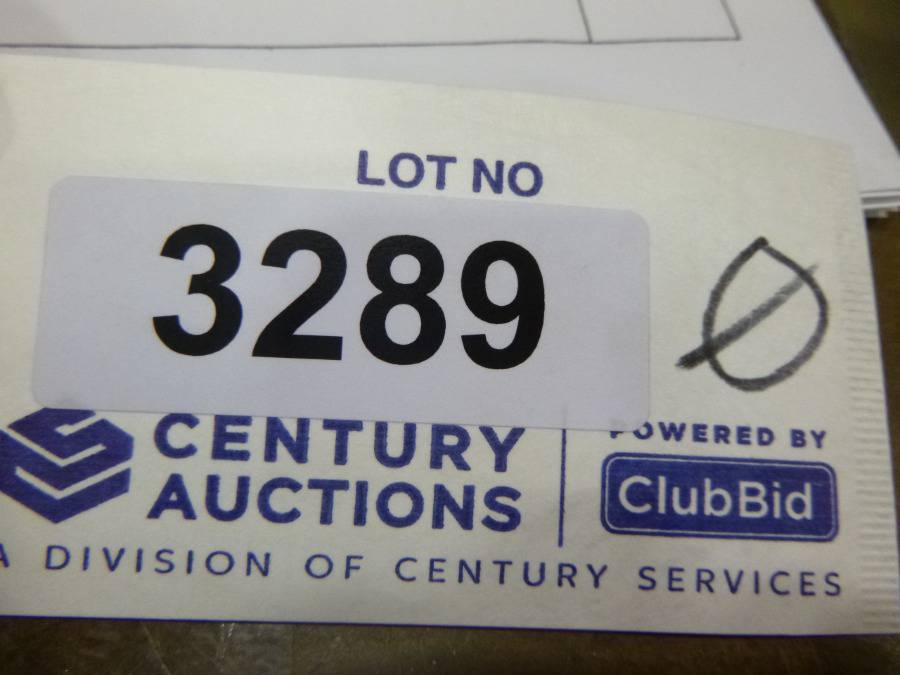 LOT NO
3289
Ø
CENTURY
AUCTIONS
POWERED BY
ClubBid
A DIVISION OF CENTURY SERVICES